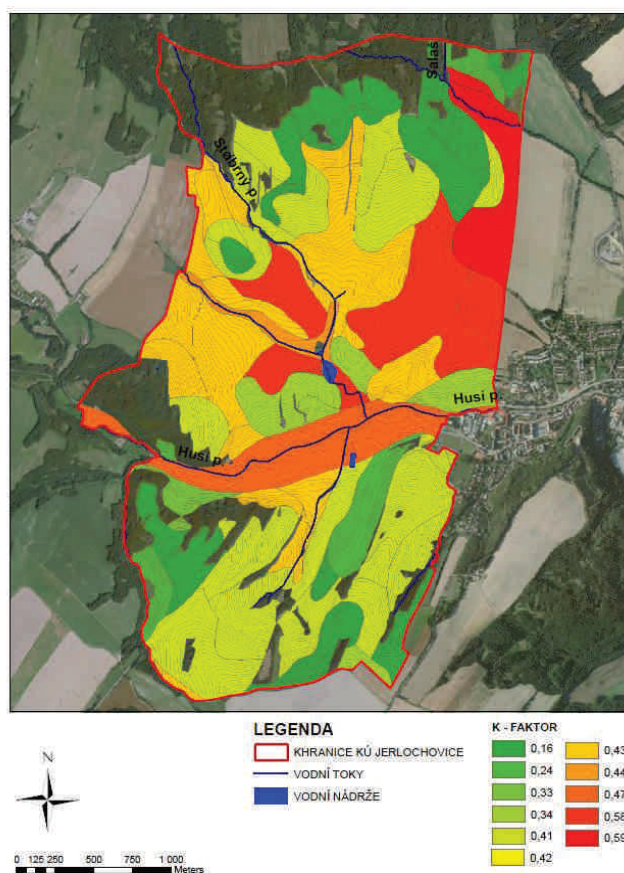 Salaš
Stabrný p.
Husí p.
Husí p.
LEGENDA
KHRANICE KÚ JERLOCHOVICE
VODNÍ TOKY
VODNÍ NÁDRŽE
K - FAKTOR
0,16
0,24
0,33
0,34
0,41
0,42
0,43
0,44
0,47
0,58
0,59
N
0 125 250 500 750 1 000
Meters